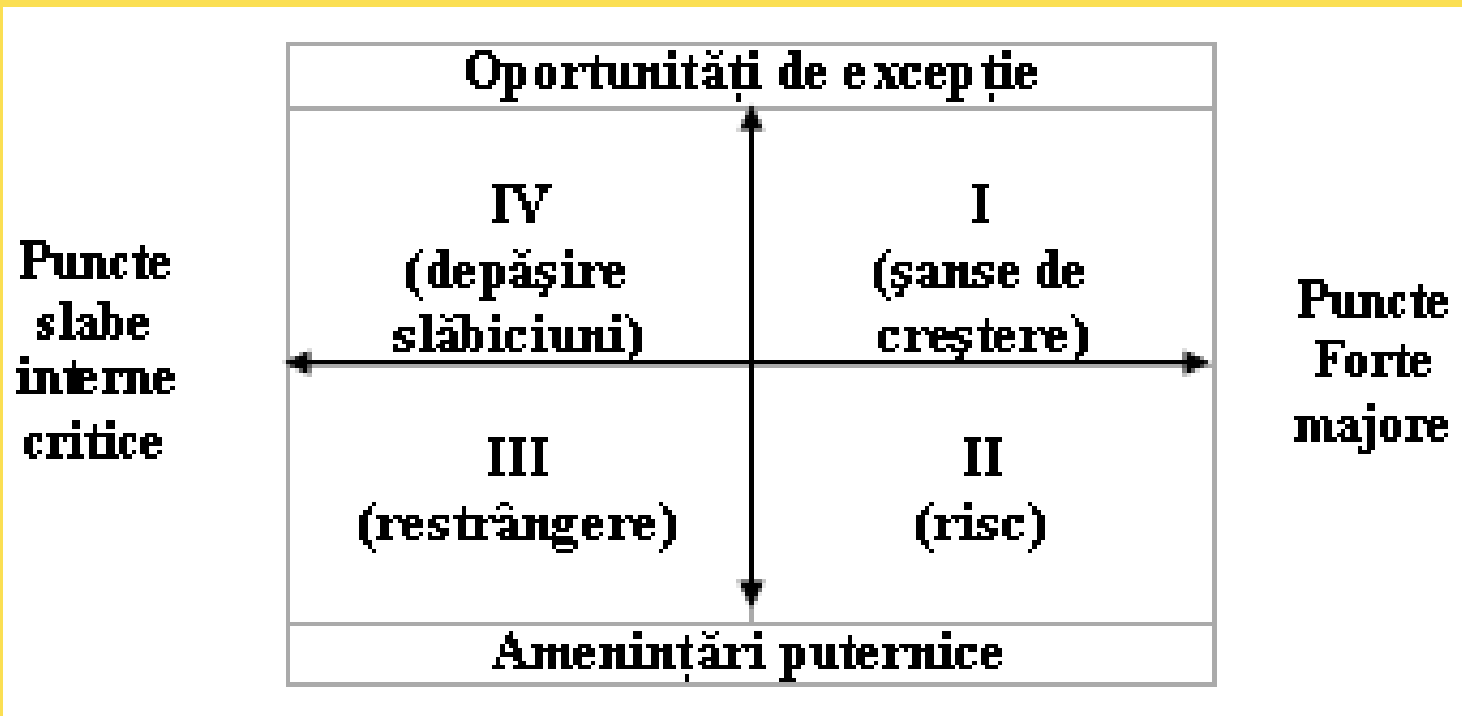 Oportunități de excepție
IV
(depășire
slăbiciuni)
I
(șanse de
creștere)
Puncte
slabe
interne
critice
Puncte
Forte
majore
III
(restrângere)
II
(risc)
Amenințări puternice